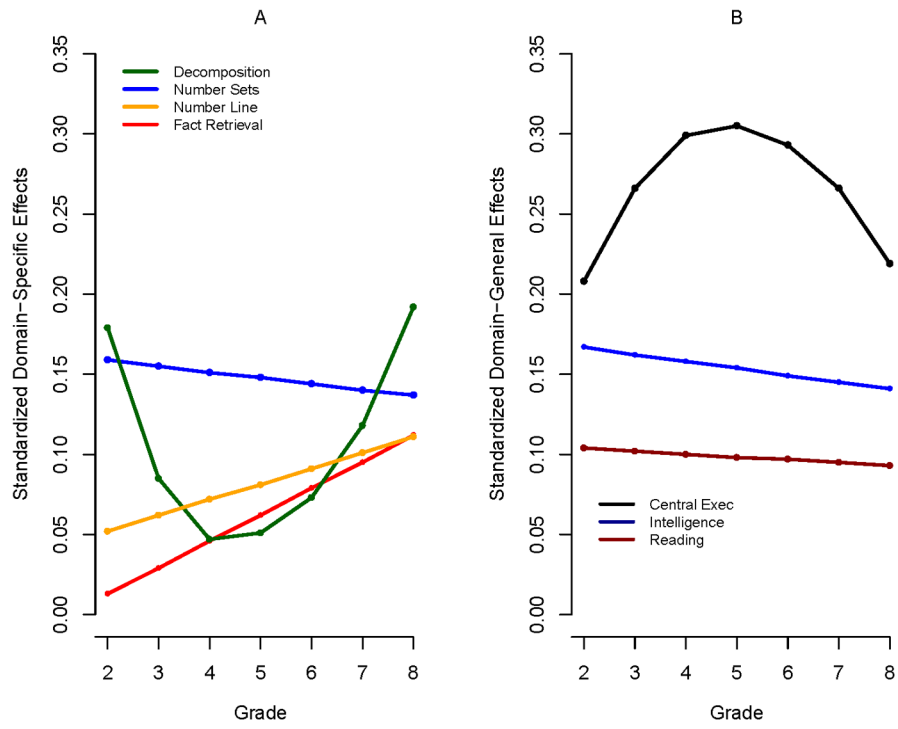 A
Standardized Domain−Specific Effects
0.35
0.30
0.25
0.20
0.15
0.10
0.05
0.00
Decomposition
Number Sets
Number Line
Fact Retrieval
2 3 4 5 6 7 8
Grade
B
Standardized Domain−General Effects
0.35
0.30
0.25
0.20
0.15
0.10
0.05
0.00
Central Exec
Intelligence
Reading
2 3 4 5 6 7 8
Grade